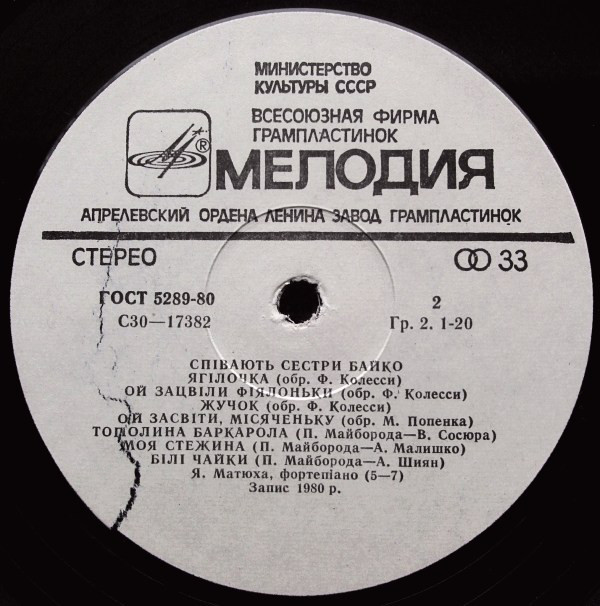 МИНИСТЕРСТВО
КУЛЬТУРЫ СССР
ВСЕСОЮЗНАЯ ФИРМА
ГРАМПЛАСТИНОК
® МЕЛОДИЯ
АПРЕЛЕВСКИЙ ОРДЕНА ЛЕНИНА ЗАВОД ГРАМПЛАСТИНОК
СТЕРЕО 33
ГОСТ 5289-80 2
С30—17382 Гр. 2. 1-20
СПІВАЮТЬ СЕСТРИ БАЙКО
ЯГІЛОЧКА (обр. Ф. Колесси)
ОЙ ЗАЦВІЛИ ФІЯЛОНЬКИ (обр. Ф. Колесси)
ЖУЧОК (обр. Ф. Колесси)
ОЙ ЗАСВІТИ, МІСЯЧЕНЬКУ (обр. М. Попенка)
ТОПОЛИНА БАРКАРОЛА (П. Майборода—В. Сосюра)
МОЯ СТЕЖИНА (П. Майборода—А. Малишко)
БІЛІ ЧАЙКИ (П. Майборода—А. Шиян)
Я. Матюха, фортепіано (5—7)
Запис 1980 р.